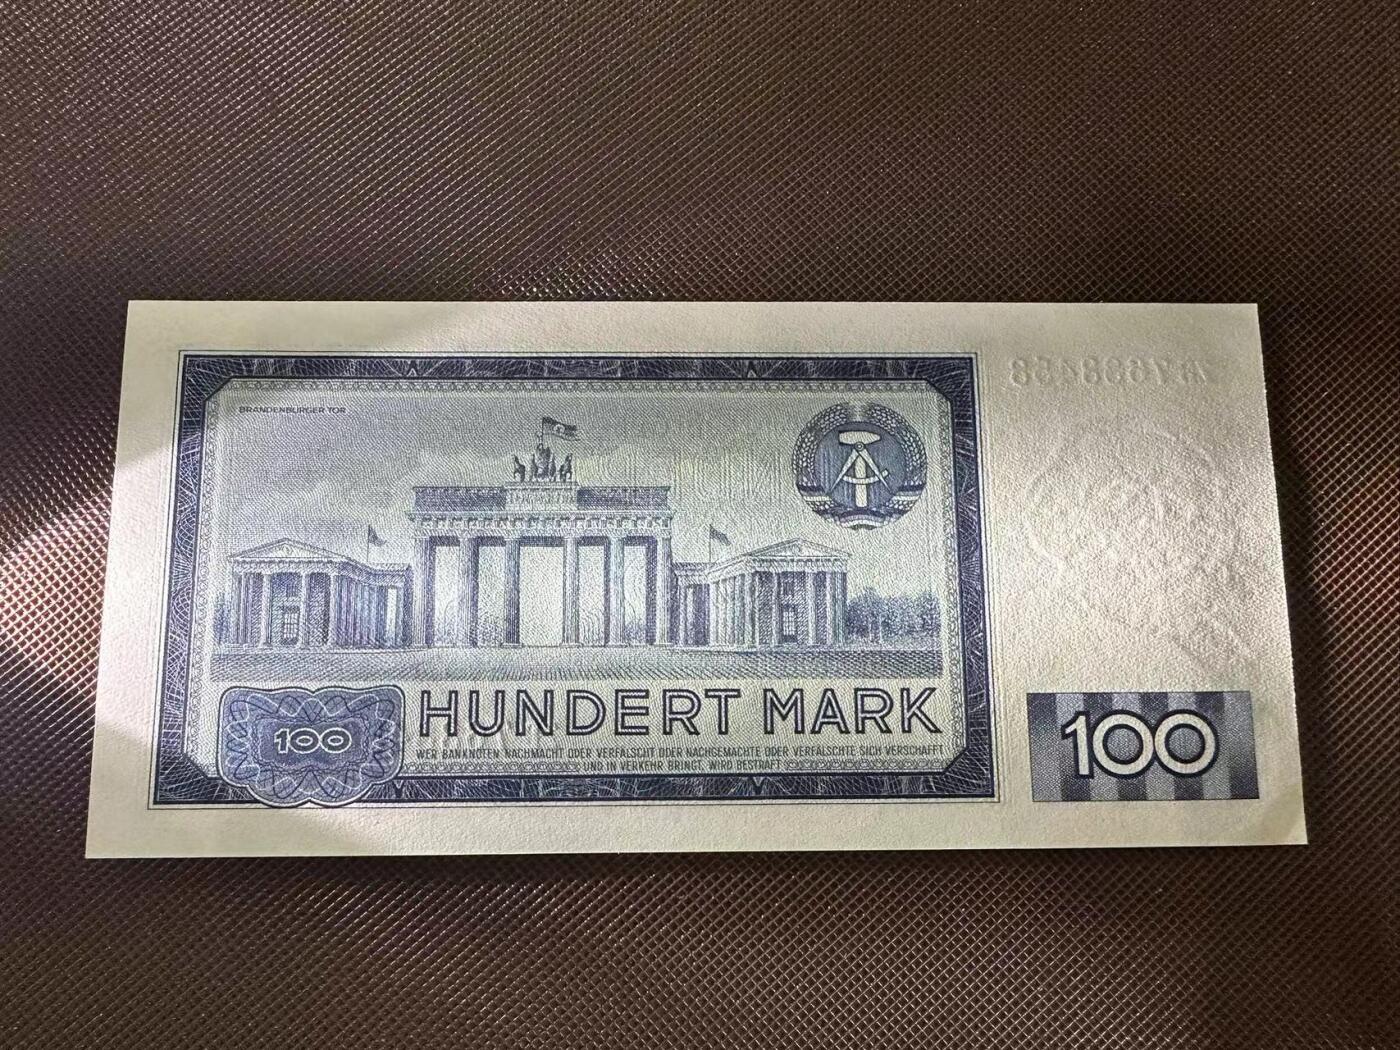 BRANDENBURGER TOR
HUNDERT MARK
100
WER BANKNOTEN NACHMACHT ODER VERFÄLSCHT ODER NACHGEMACHTE ODER VERFÄLSCHTE SICH VERSCHAFFT
UND IN VERKEHR BRINGT, WIRD BESTRAFT
100